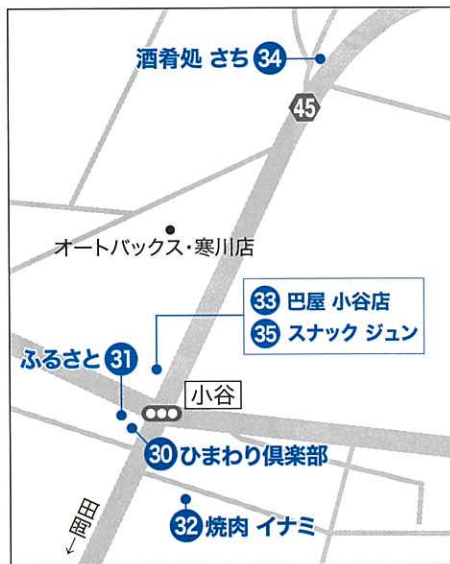 酒肴処 さち 34
45
オートバックス・寒川店
33 巴屋 小谷店
35 スナック ジュン
ふるさと 31
小谷
30 ひまわり倶楽部
32 焼肉 イナミ
岡田
←